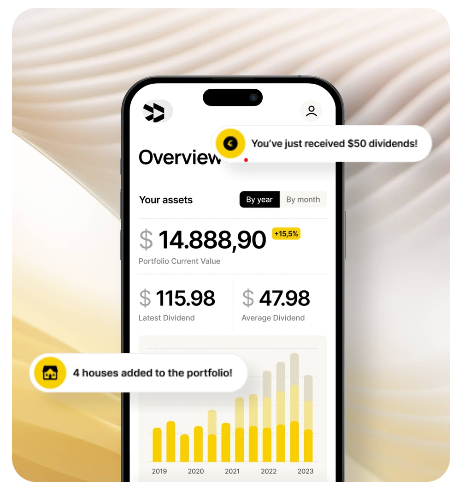 You've just received $50 dividends!
Overview
Your assets
By year
By month
$ 14.888,90
+15,5%
Portfolio Current Value
$ 115.98
$ 47.98
Latest Dividend
Average Dividend
4 houses added to the portfolio!
2019
2020
2021
2022
2023